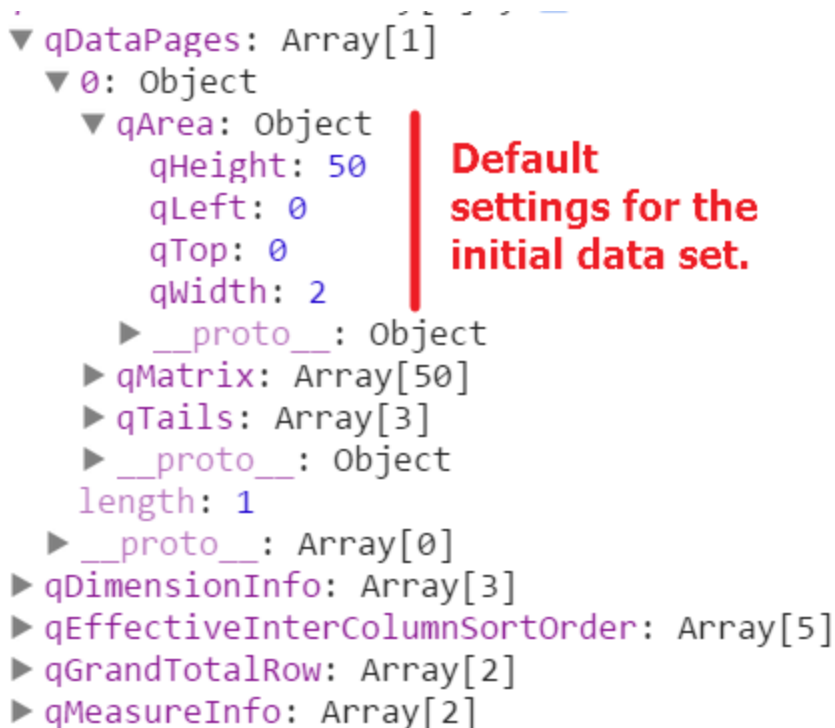 ▼ qDataPages: Array[1]
▼ 0: Object
▼ qArea: Object
qHeight: 50
qLeft: 0
qTop: 0
qWidth: 2
Default
settings for the
initial data set.
▶ __proto__: Object
▶ qMatrix: Array[50]
▶ qTails: Array[3]
▶ __proto__: Object
length: 1
▶ __proto__: Array[0]
▶ qDimensionInfo: Array[3]
▶ qEffectiveInterColumnSortOrder: Array[5]
▶ qGrandTotalRow: Array[2]
▶ qMeasureInfo: Array[2]